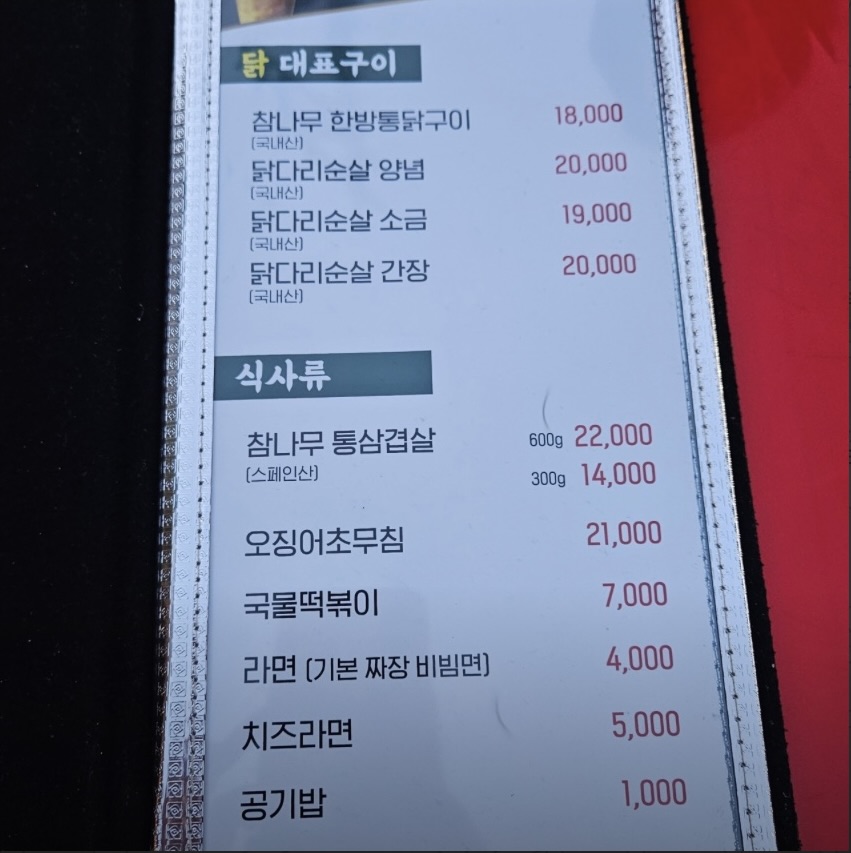 닭 대표구이
참나무 한방통닭구이 18,000
(국내산)
닭다리순살 양념 20,000
(국내산)
닭다리순살 소금 19,000
(국내산)
닭다리순살 간장 20,000
(국내산)
식사류
참나무 통삼겹살 600g 22,000
(스페인산) 300g 14,000
오징어초무침 21,000
국물떡볶이 7,000
라면 (기본 짜장 비빔면) 4,000
치즈라면 5,000
공기밥 1,000